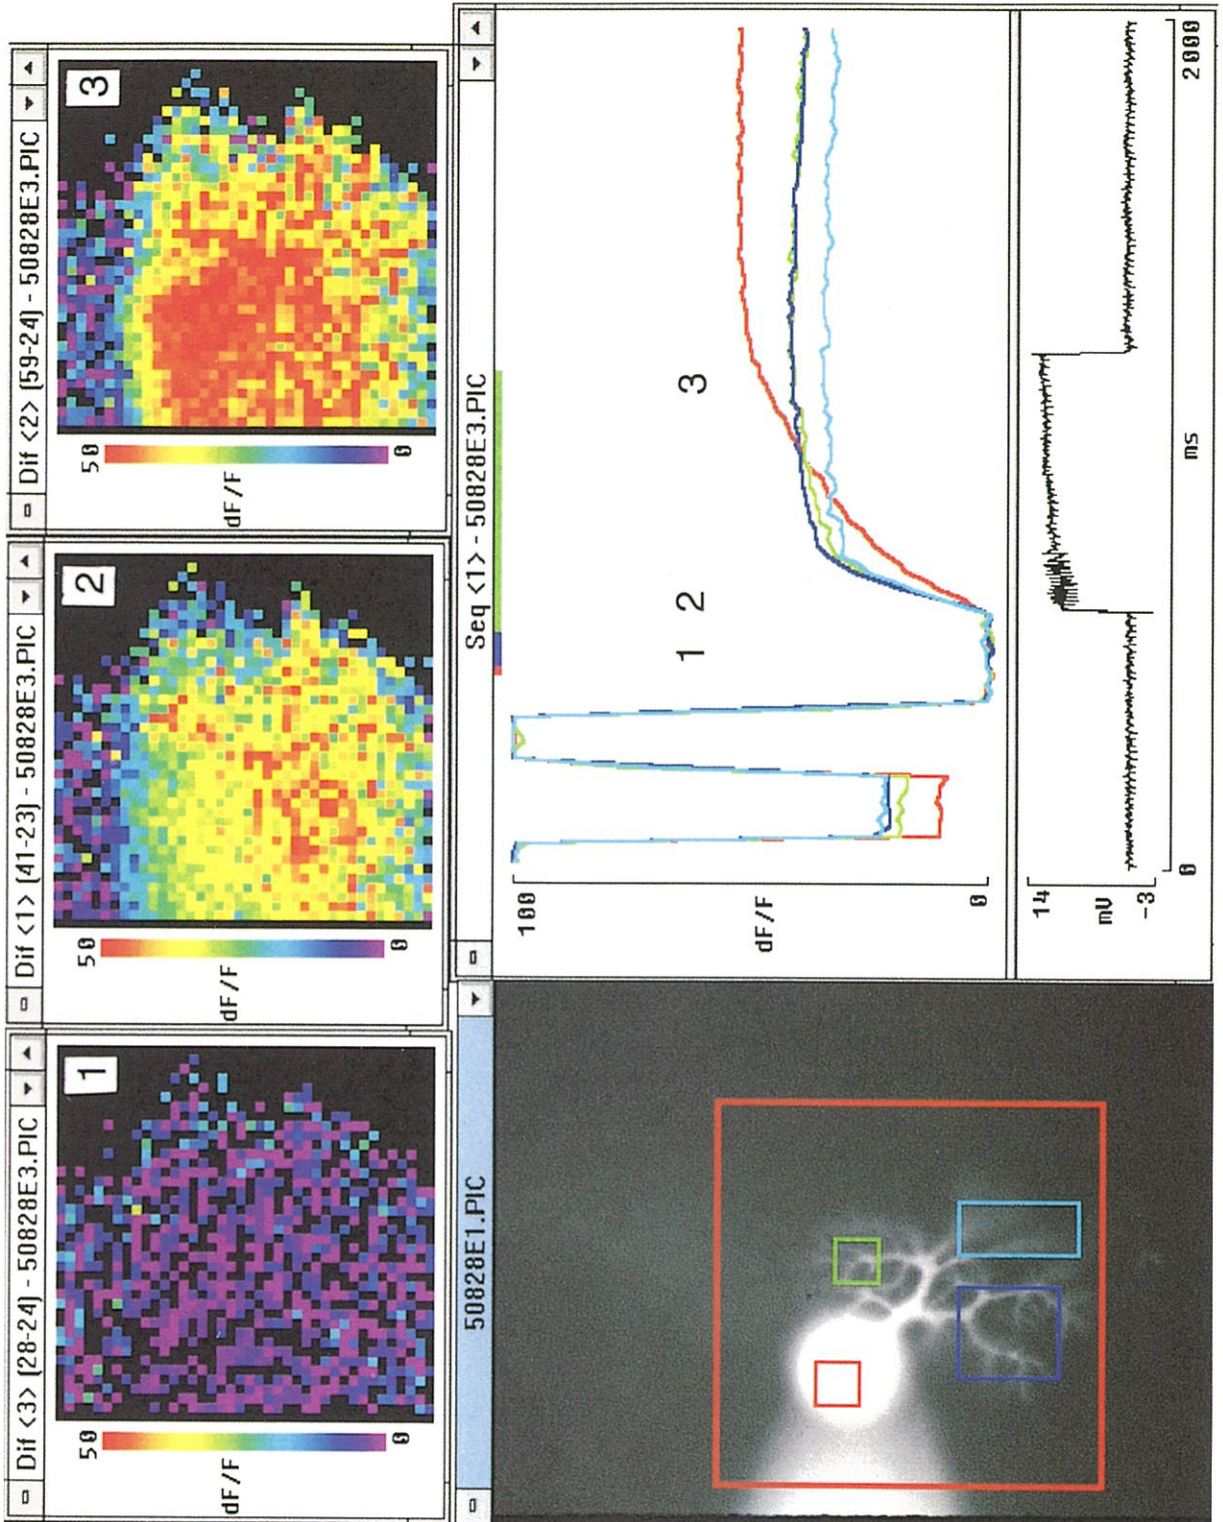 Dif <3> [28-24] - 50828E3.PIC
1
50
dF/F
0
Dif <1> [41-23] - 50828E3.PIC
2
50
dF/F
0
Dif <2> [59-24] - 50828E3.PIC
3
50
dF/F
0
50828E1.PIC
Seq <1> - 50828E3.PIC
100
dF/F
0
1 2 3
14
mV
-3
0 ms 2000